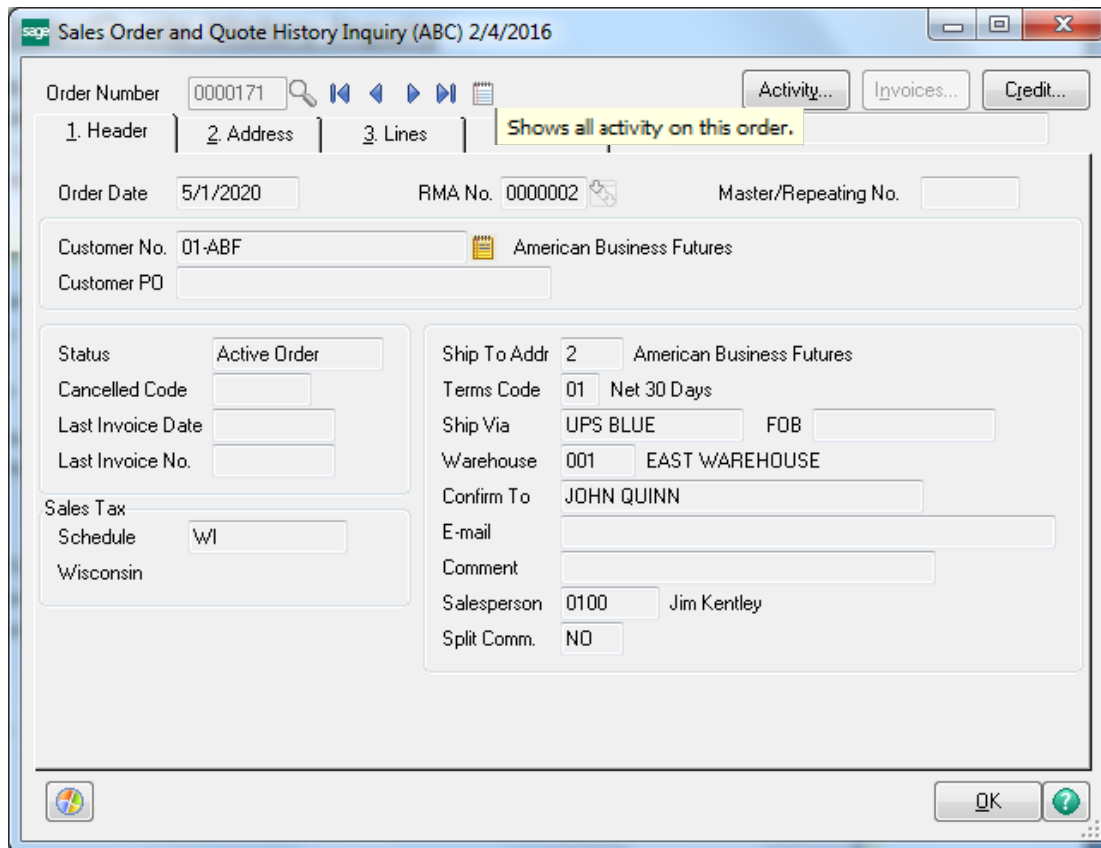 sage Sales Order and Quote History Inquiry (ABC) 2/4/2016
Order Number 0000171 Activity... Invoices... Credit...
1. Header 2. Address 3. Lines Shows all activity on this order.
Order Date 5/1/2020 RMA No. 0000002 Master/Repeating No.
Customer No. 01-ABF American Business Futures
Customer PO
Status Active Order
Cancelled Code
Last Invoice Date
Last Invoice No.
Sales Tax
Schedule WI
Wisconsin
Ship To Addr 2 American Business Futures
Terms Code 01 Net 30 Days
Ship Via UPS BLUE FOB
Warehouse 001 EAST WAREHOUSE
Confirm To JOHN QUINN
E-mail
Comment
Salesperson 0100 Jim Kentley
Split Comm. NO
OK ?